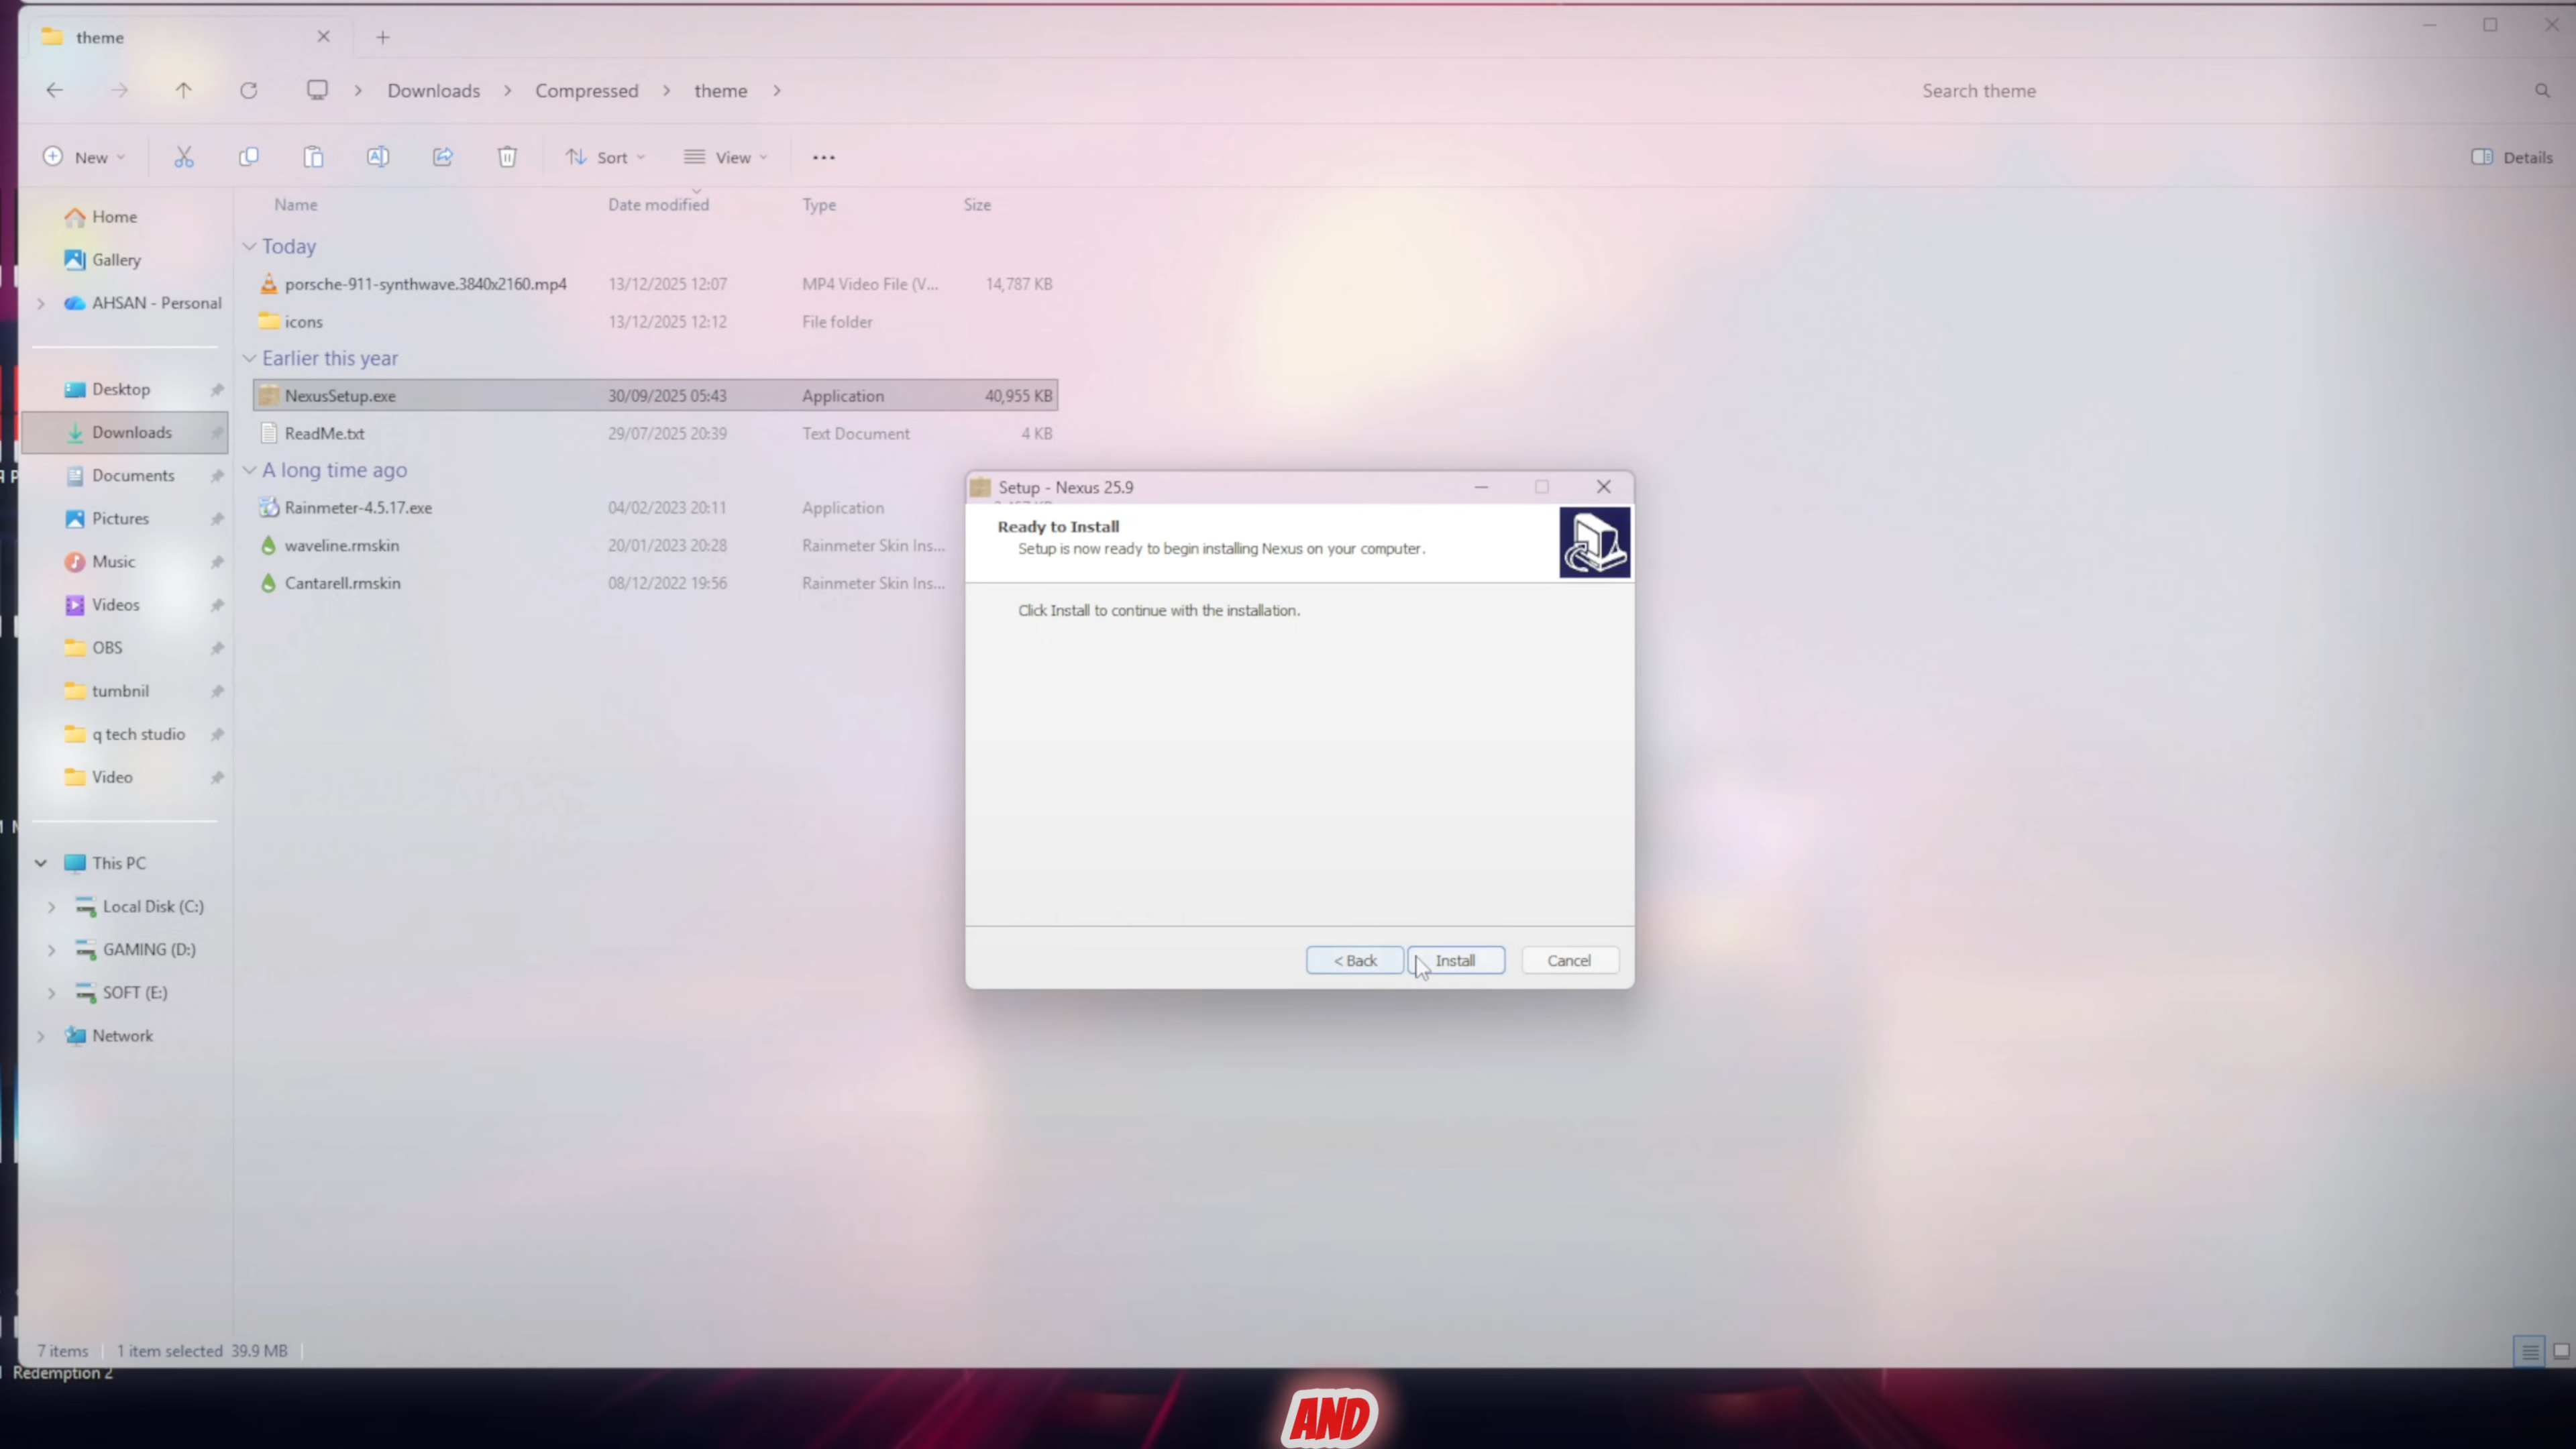 theme
Downloads > Compressed > theme >
Search theme
New
Sort
View
Details
Home
Gallery
AHSAN - Personal
Desktop
Downloads
Documents
Pictures
Music
Videos
OBS
tumbnil
q tech studio
Video
This PC
Local Disk (C:)
GAMING (D:)
SOFT (E:)
Network
Name Date modified Type Size
Today
porsche-911-synthwave.3840x2160.mp4 13/12/2025 12:07 MP4 Video File (V... 14,787 KB
icons 13/12/2025 12:12 File folder
Earlier this year
NexusSetup.exe 30/09/2025 05:43 Application 40,955 KB
ReadMe.txt 29/07/2025 20:39 Text Document 4 KB
A long time ago
Rainmeter-4.5.17.exe 04/02/2023 20:11 Application
waveline.rmskin 20/01/2023 20:28 Rainmeter Skin Ins...
Cantarell.rmskin 08/12/2022 19:56 Rainmeter Skin Ins...
Setup - Nexus 25.9
Ready to Install
Setup is now ready to begin installing Nexus on your computer.
Click Install to continue with the installation.
< Back
Install
Cancel
7 items 1 item selected 39.9 MB
Redemption 2
AND